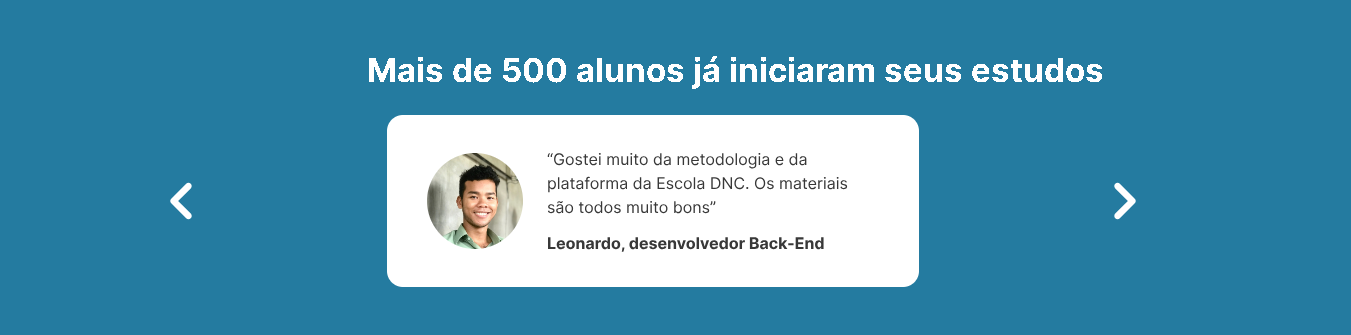 Mais de 500 alunos já iniciaram seus estudos
“Gostei muito da metodologia e da
plataforma da Escola DNC. Os materiais
são todos muito bons”
Leonardo, desenvolvedor Back-End